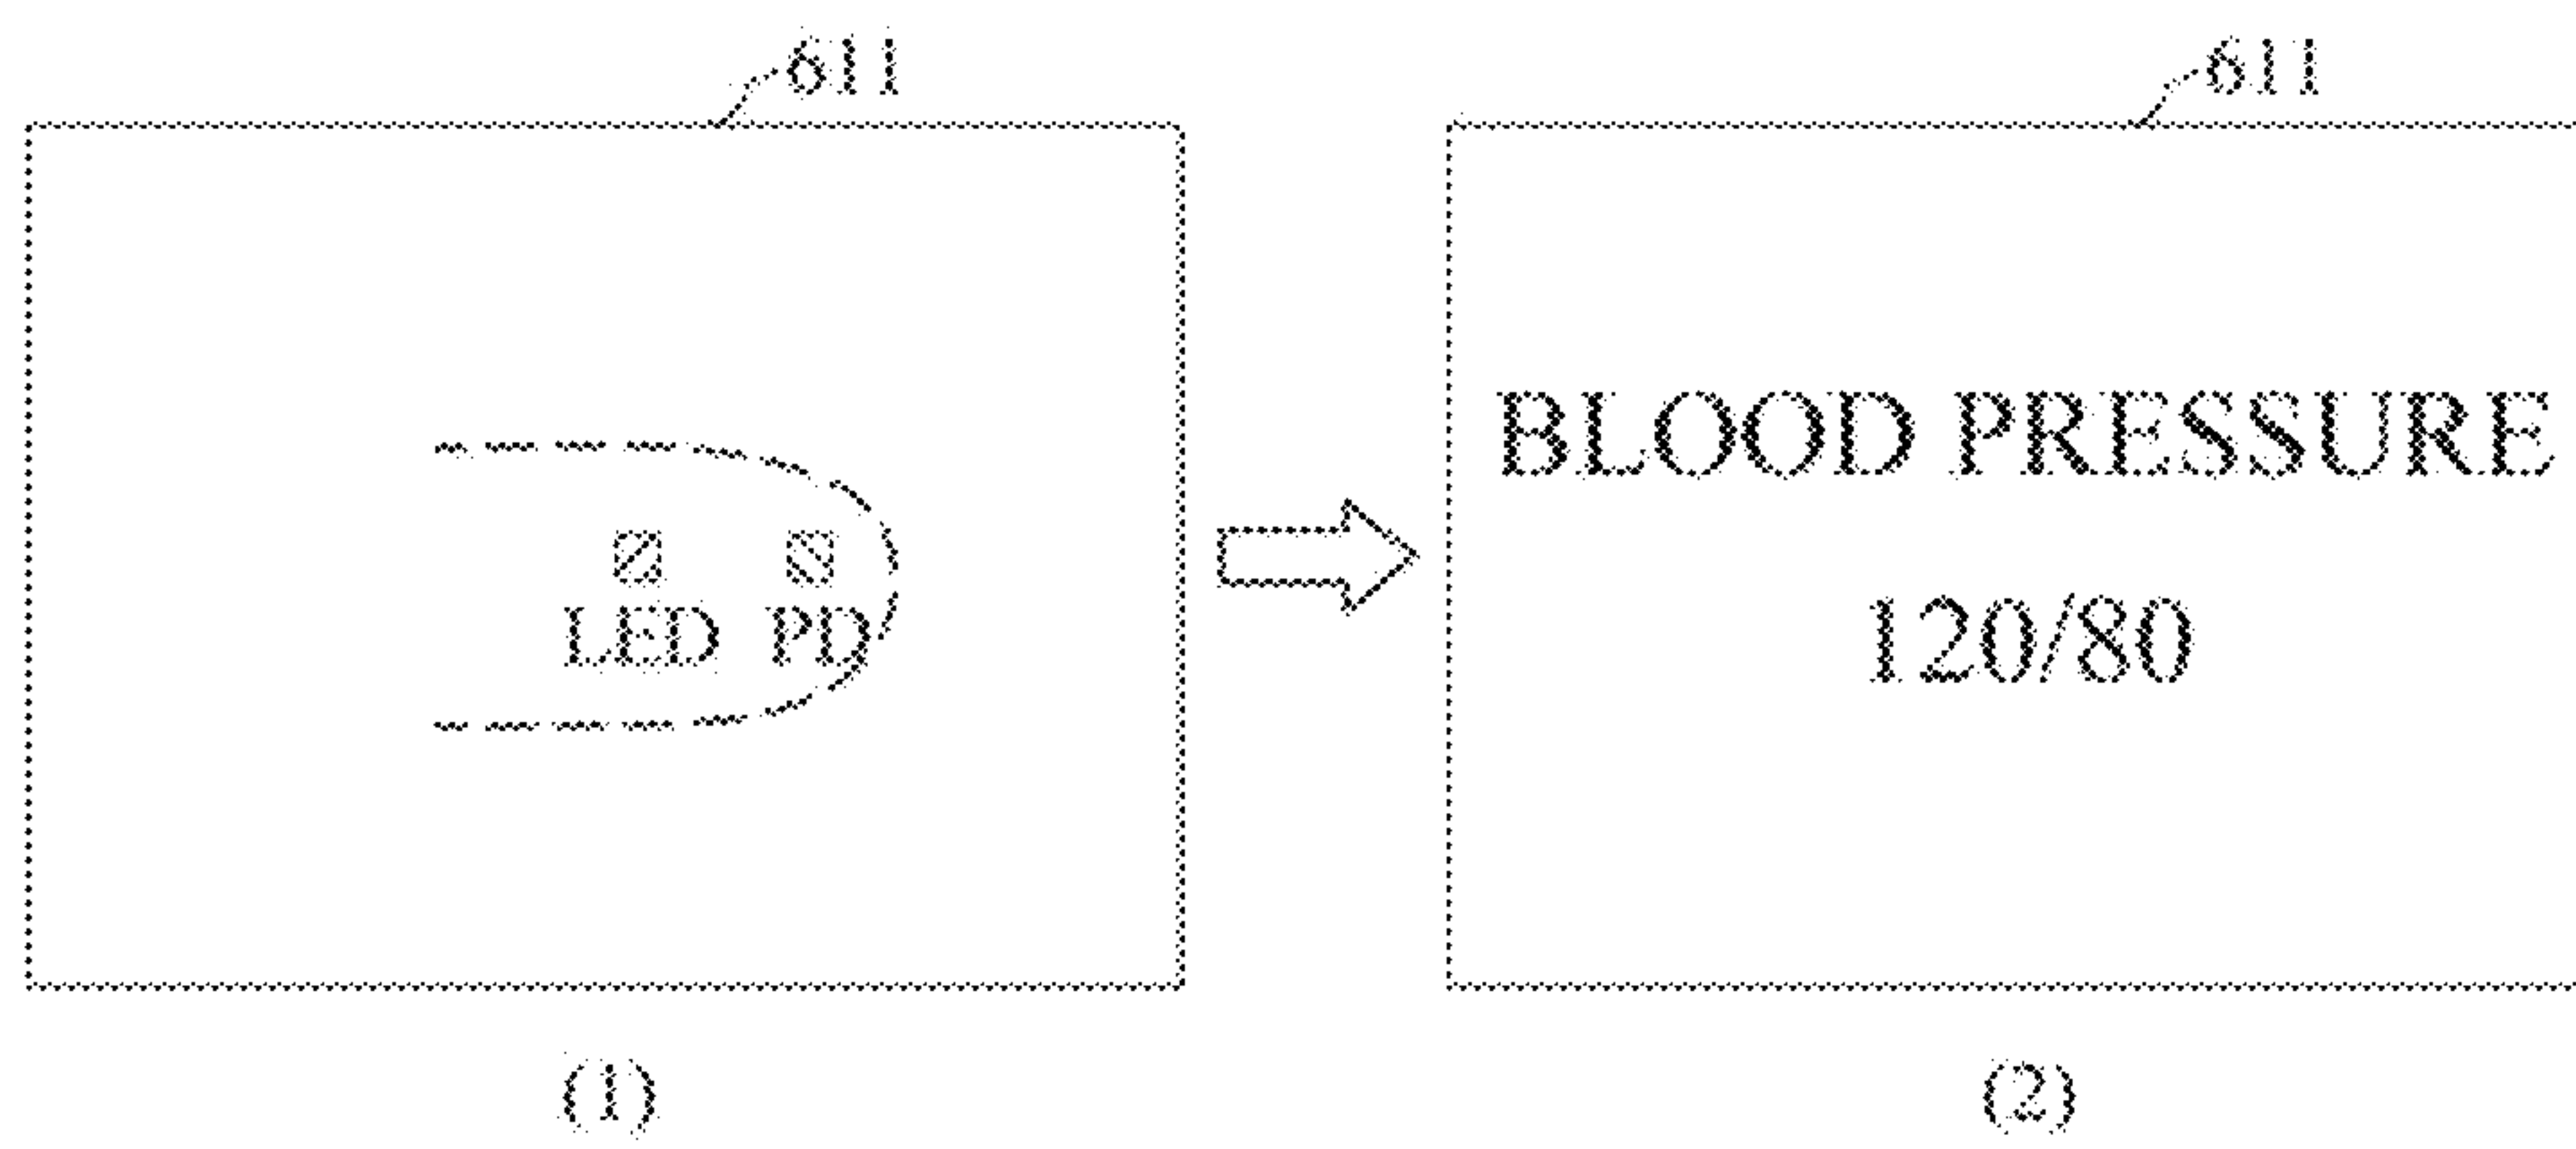 611
LED PD
(1)
611
BLOOD PRESSURE
120/80
(2)